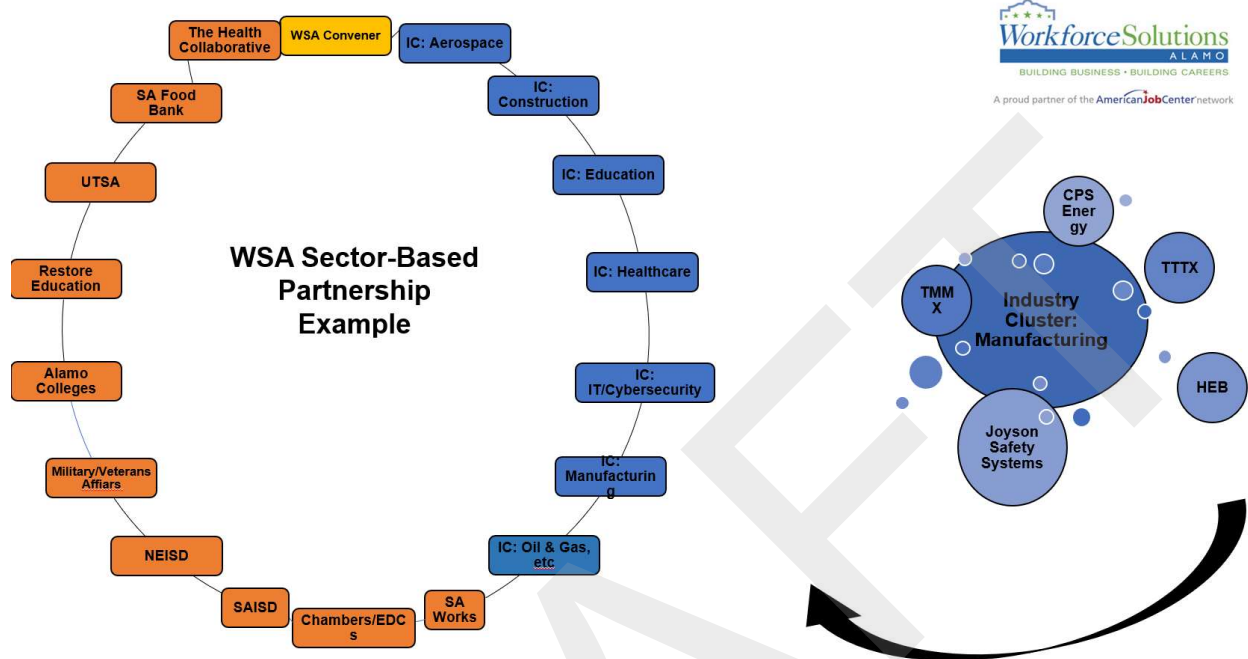 The Health
Collaborative
WSA Convener
IC: Aerospace
IC:
Construction
IC: Education
IC: Healthcare
IC:
IT/Cybersecurity
IC:
Manufacturin
g
IC: Oil & Gas,
etc
SA
Works
Chambers/EDC
s
SAISD
NEISD
Military/Veterans
Affiars
Alamo
Colleges
Restore
Education
UTSA
SA Food
Bank
WSA Sector-Based
Partnership
Example
WorkforceSolutions
ALAMO
BUILDING BUSINESS • BUILDING CAREERS
A proud partner of the AmericanJobCenter network
CPS
Ener
gy
TTTX
TMM
X
Industry
Cluster:
Manufacturing
HEB
Joyson
Safety
Systems
DRAFT